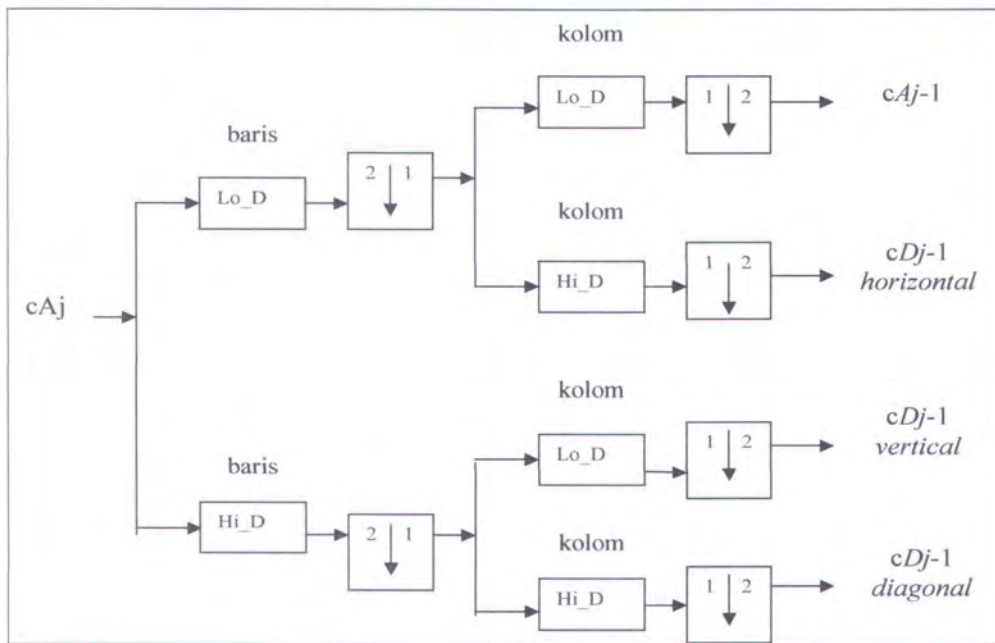 kolom
Lo_D
1 2
cAj-1
baris
Lo_D
2 1
kolom
Hi_D
1 2
cDj-1
horizontal
cAj
kolom
Lo_D
1 2
cDj-1
vertical
baris
Hi_D
2 1
kolom
Hi_D
1 2
cDj-1
diagonal